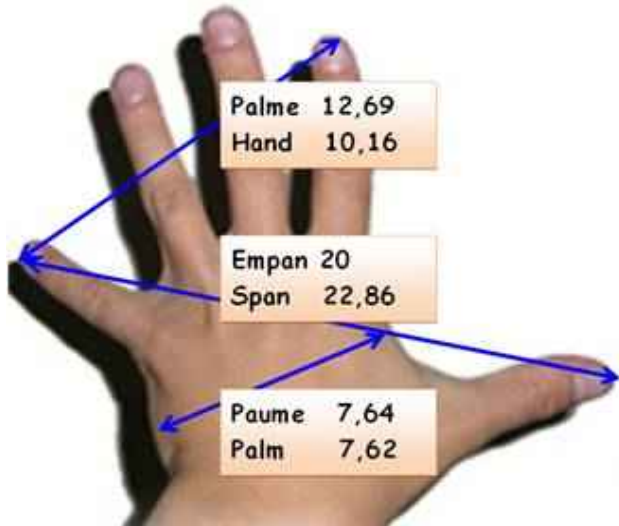 Palme 12,69
Hand 10,16
Empan 20
Span 22,86
Paume 7,64
Palm 7,62